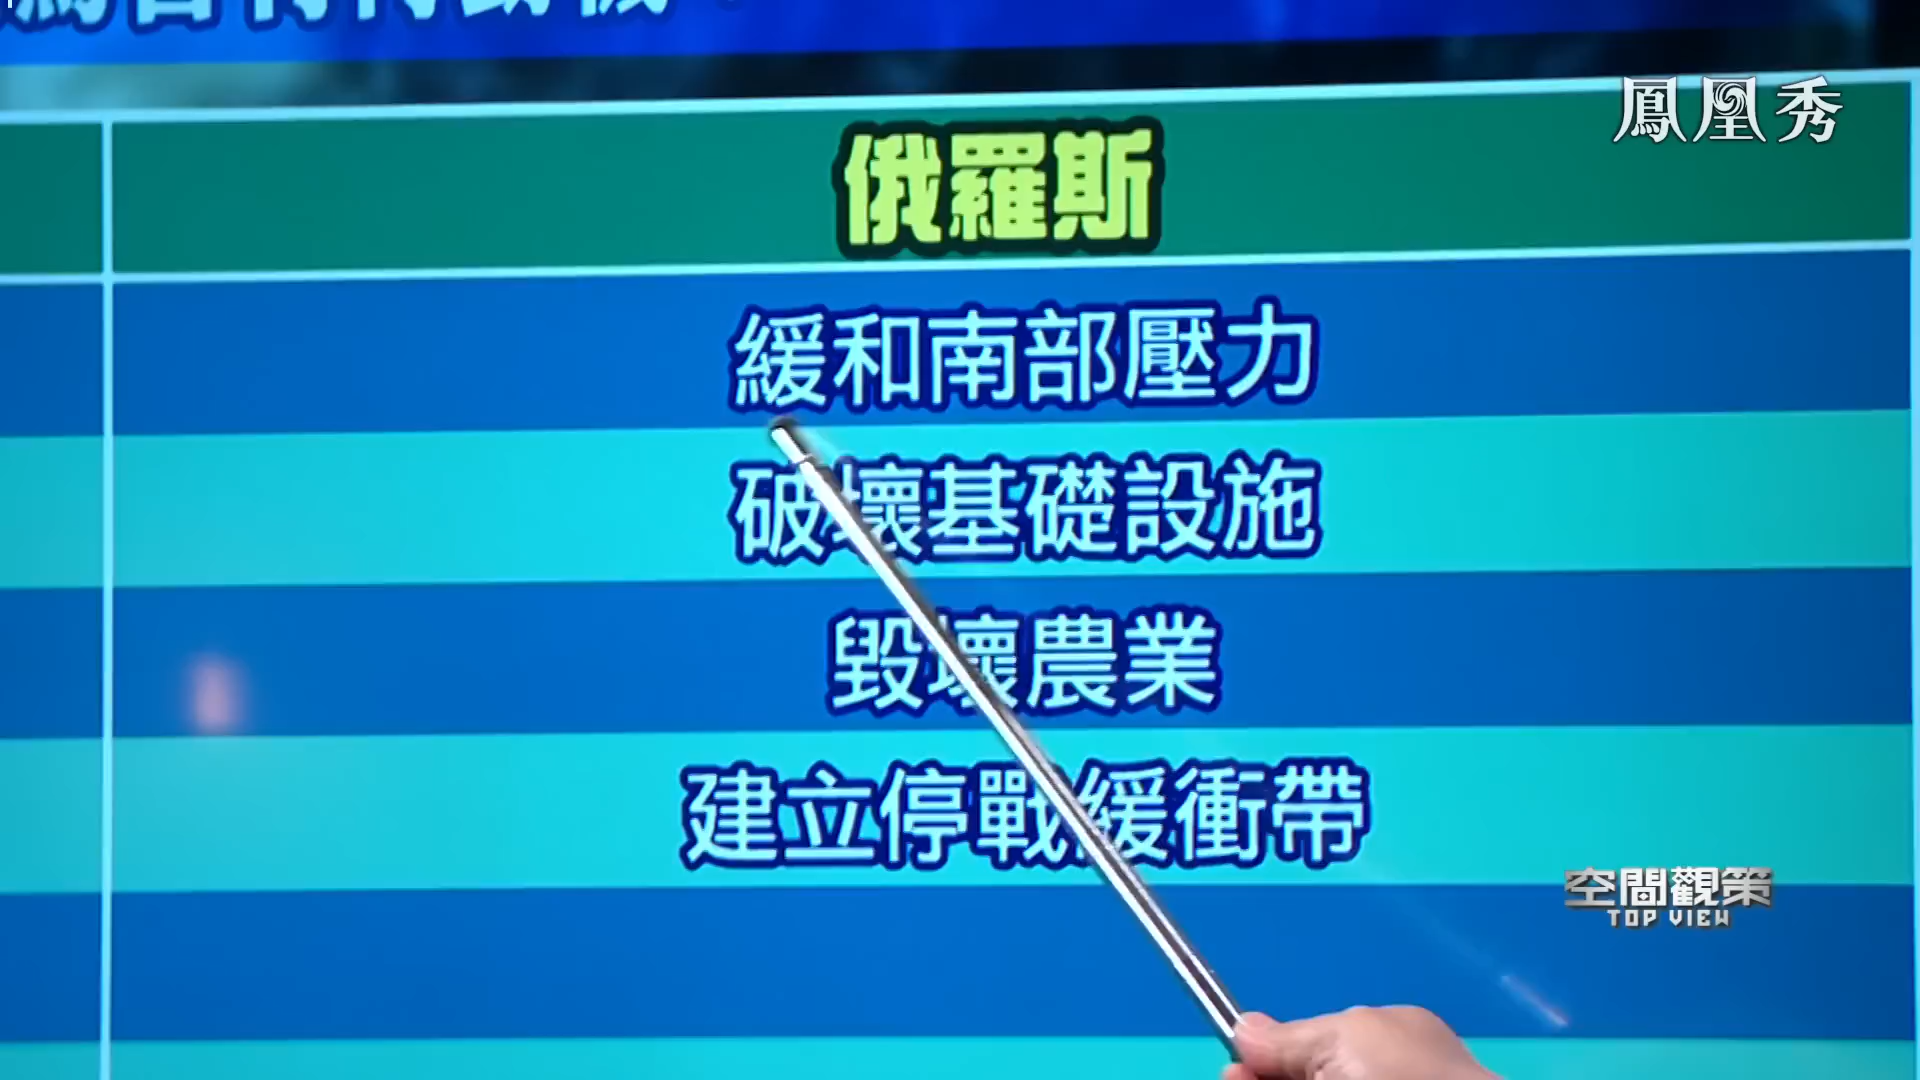 鳳凰秀
俄羅斯
緩和南部壓力
破壞基礎設施
毀壞農業
建立停戰緩衝帶
空間觀策
TOP VIEW